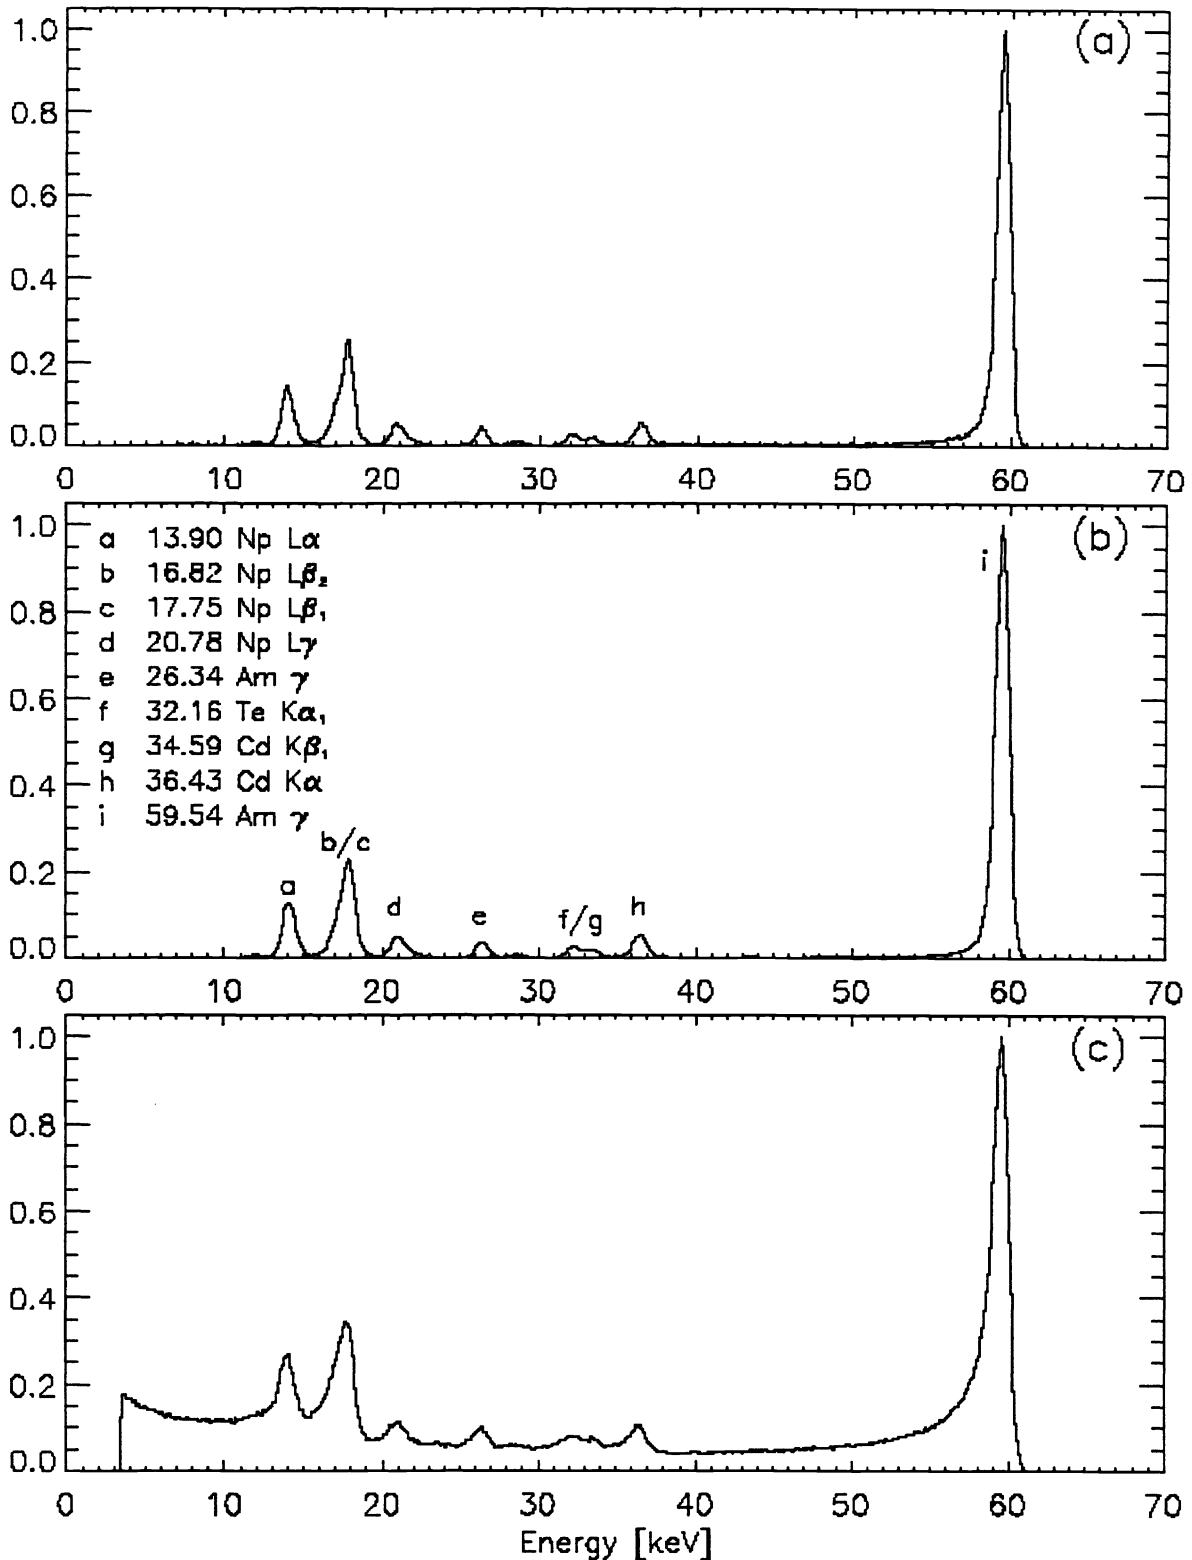 (a)
1.0
0.8
0.6
0.4
0.2
0.0
0 10 20 30 40 50 60 70
(b)
1.0
0.8
0.6
0.4
0.2
0.0
a 13.90 Np Lα
b 16.82 Np Lβ₂
c 17.75 Np Lβ₁
d 20.78 Np Lγ
e 26.34 Am γ
f 32.16 Te Kα₁
g 34.59 Cd Kβ₁
h 36.43 Cd Kα
i 59.54 Am γ
a b/c d e f/g h i
0 10 20 30 40 50 60 70
(c)
1.0
0.8
0.6
0.4
0.2
0.0
0 10 20 30 40 50 60 70
Energy [keV]